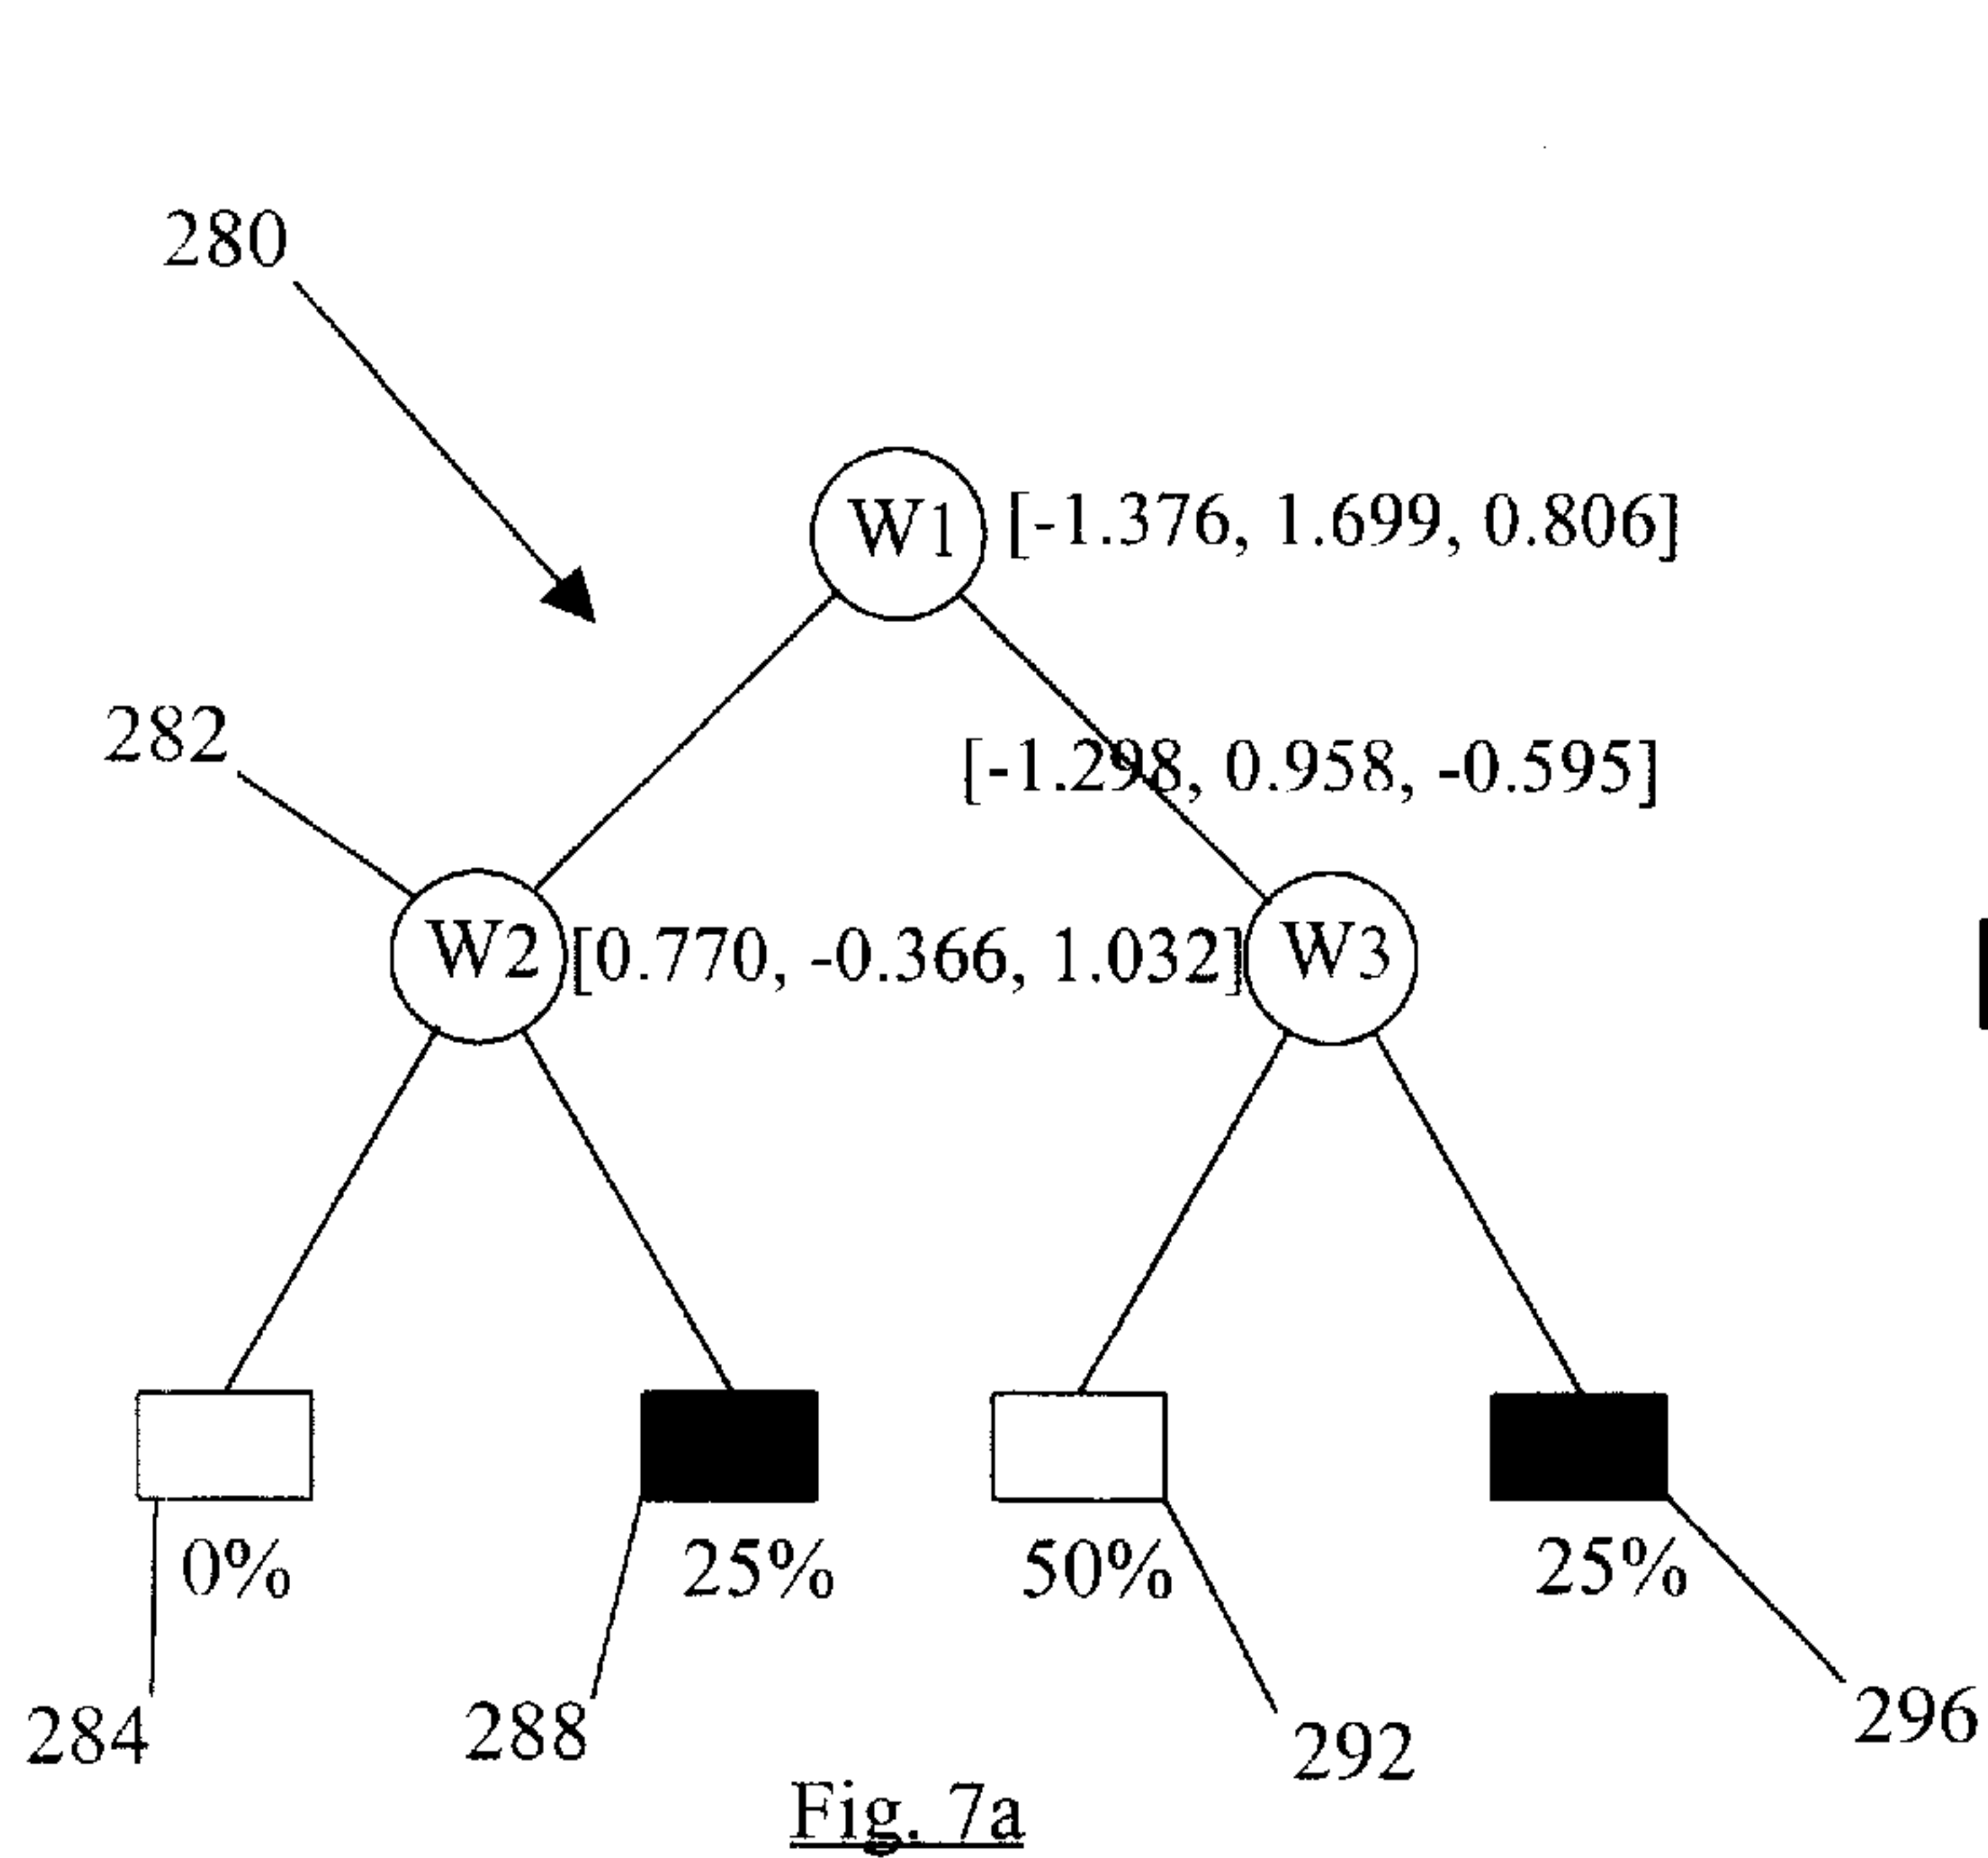 280
W1 [-1.376, 1.699, 0.806]
282
[-1.298, 0.958, -0.595]
W2 [0.770, -0.366, 1.032] W3
0% 25% 50% 25%
284 288 292 296
Fig. 7a